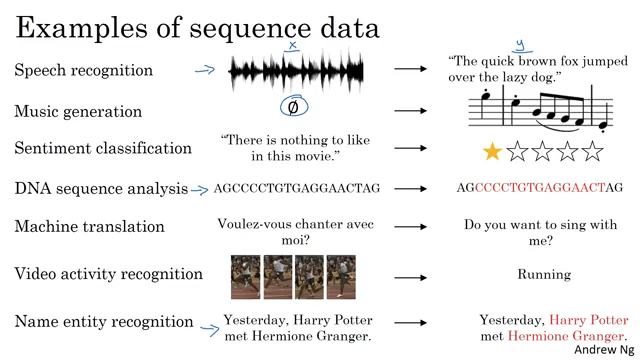 Examples of sequence data
x
y
Speech recognition
“The quick brown fox jumped
over the lazy dog.”
Music generation
∅
Sentiment classification
“There is nothing to like
in this movie.”
DNA sequence analysis
AGCCCCTGTGAGGAACTAG
AGCCCCTGTGAGGAACTAG
Machine translation
Voulez-vous chanter avec
moi?
Do you want to sing with
me?
Video activity recognition
Running
Name entity recognition
Yesterday, Harry Potter
met Hermione Granger.
Yesterday, Harry Potter
met Hermione Granger.
Andrew Ng